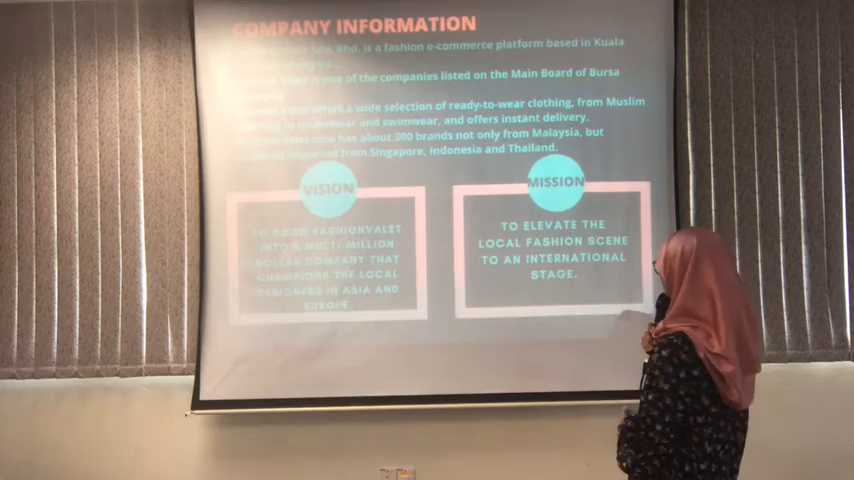 COMPANY INFORMATION
Sdn. Bhd. is a fashion e-commerce platform based in Kuala
is one of the companies listed on the Main Board of Bursa
offers a wide selection of ready-to-wear clothing, from Muslim
to underwear and swimwear, and offers instant delivery.
now has about 200 brands not only from Malaysia, but
imported from Singapore, Indonesia and Thailand.
VISION
TO GROW FASHIONVALET
INTO A MULTI-MILLION
DOLLAR COMPANY THAT
CHAMPIONS THE LOCAL
DESIGNERS IN ASIA AND
EUROPE.
MISSION
TO ELEVATE THE
LOCAL FASHION SCENE
TO AN INTERNATIONAL
STAGE.